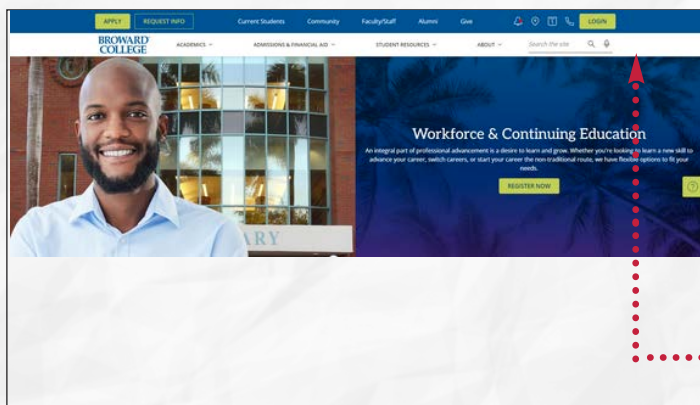 APPLY REQUEST INFO Current Students Community Faculty/Staff Alumni Give LOGIN
BROWARD
COLLEGE
ACADEMICS ADMISSIONS & FINANCIAL AID STUDENT RESOURCES ABOUT Search the site
Workforce & Continuing Education
An integral part of professional advancement is a desire to learn and grow. Whether you're looking to learn a new skill to
advance your career, switch careers, or start your career the non-traditional route, we have flexible options to fit your
needs.
REGISTER NOW
ARY